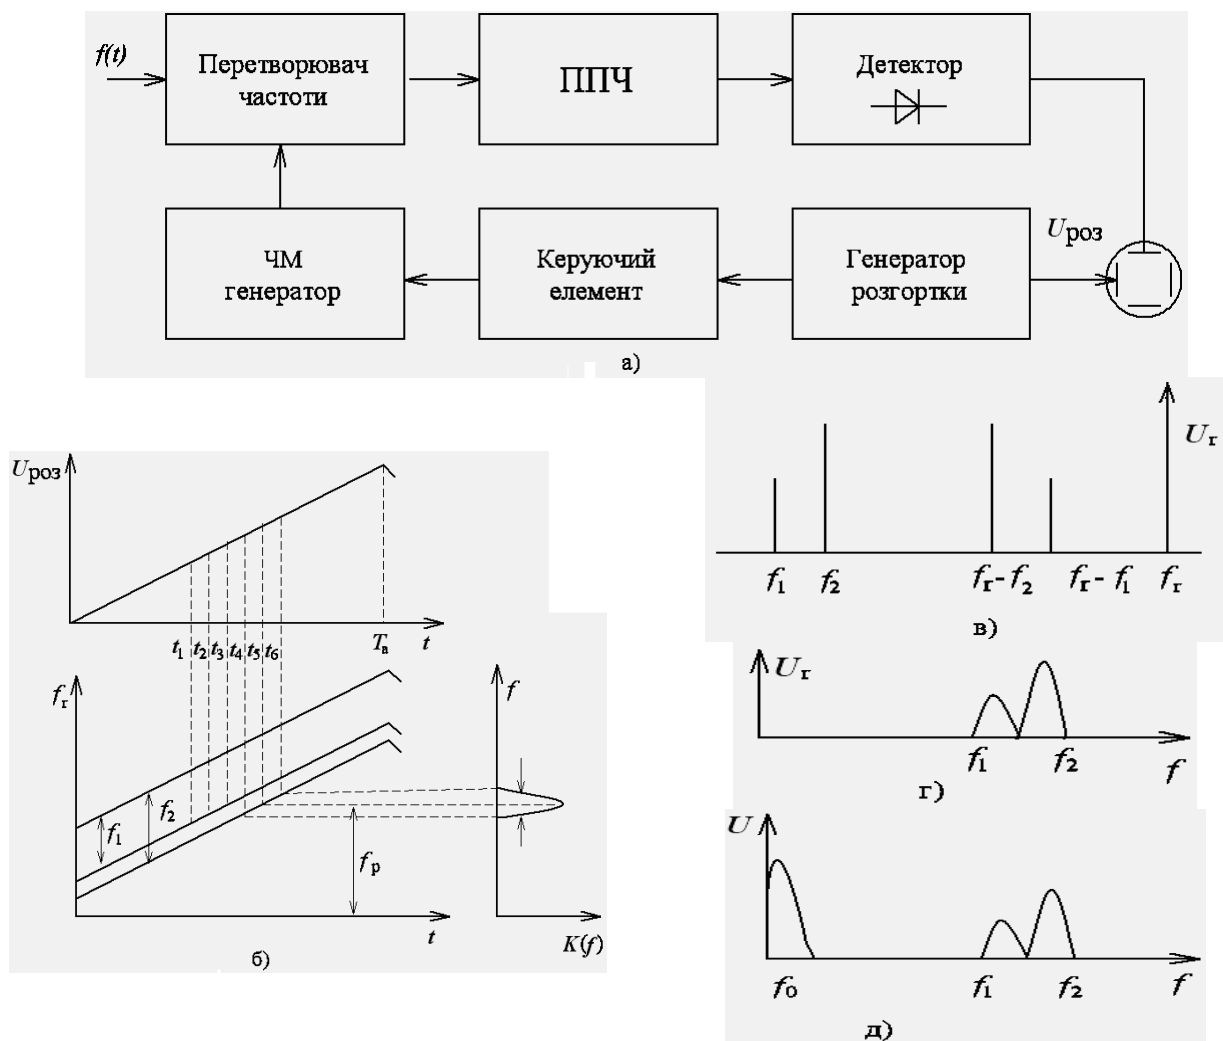 f(t)
Перетворювач
частоти
ППЧ
Детектор
ЧМ
генератор
Керуючий
елемент
Генератор
розгортки
Uроз
а)
Uроз
t1 t2 t3 t4 t5 t6
Tа
t
fг
f1
f2
fр
t
f
K(f)
б)
Uг
f1
f2
fг- f2
fг- f1
fг
в)
Uг
f1
f2
f
г)
U
f0
f1
f2
f
д)